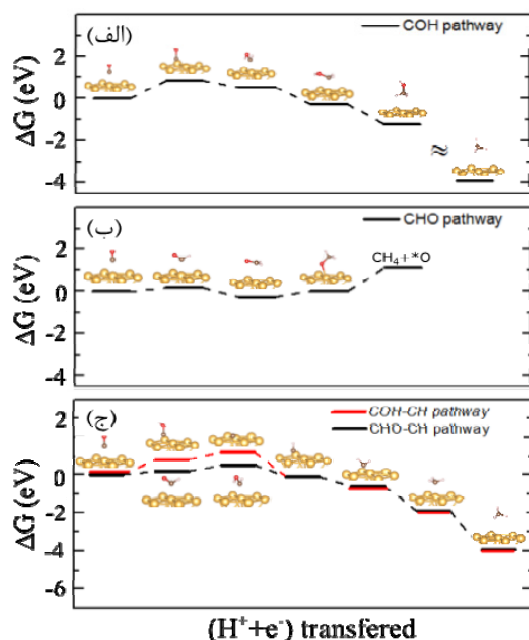 (الف)
COH pathway
ΔG (eV)
2
0
-2
-4
≈
(ب)
CHO pathway
ΔG (eV)
2
0
-2
-4
CH₄+*O
(ج)
COH-CH pathway
CHO-CH pathway
ΔG (eV)
2
0
-2
-4
-6
(H⁺+e⁻) transfered